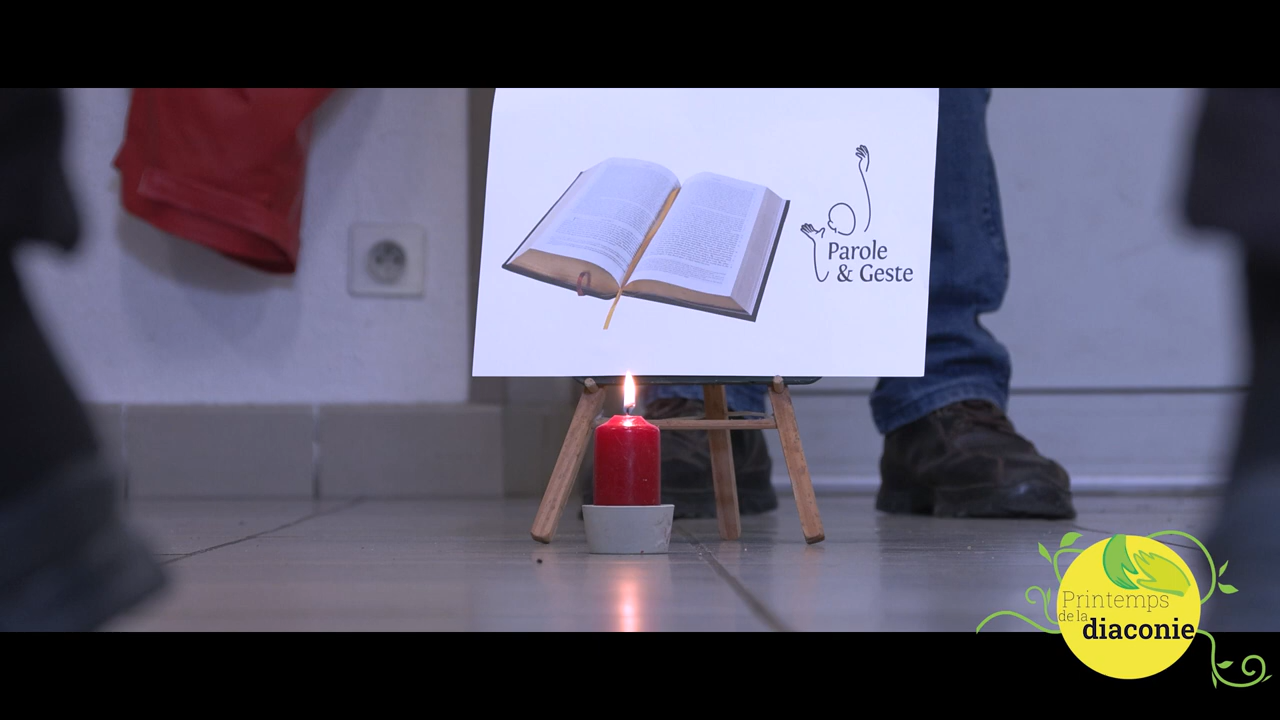 Parole
& Geste
Printemps
de la
diaconie